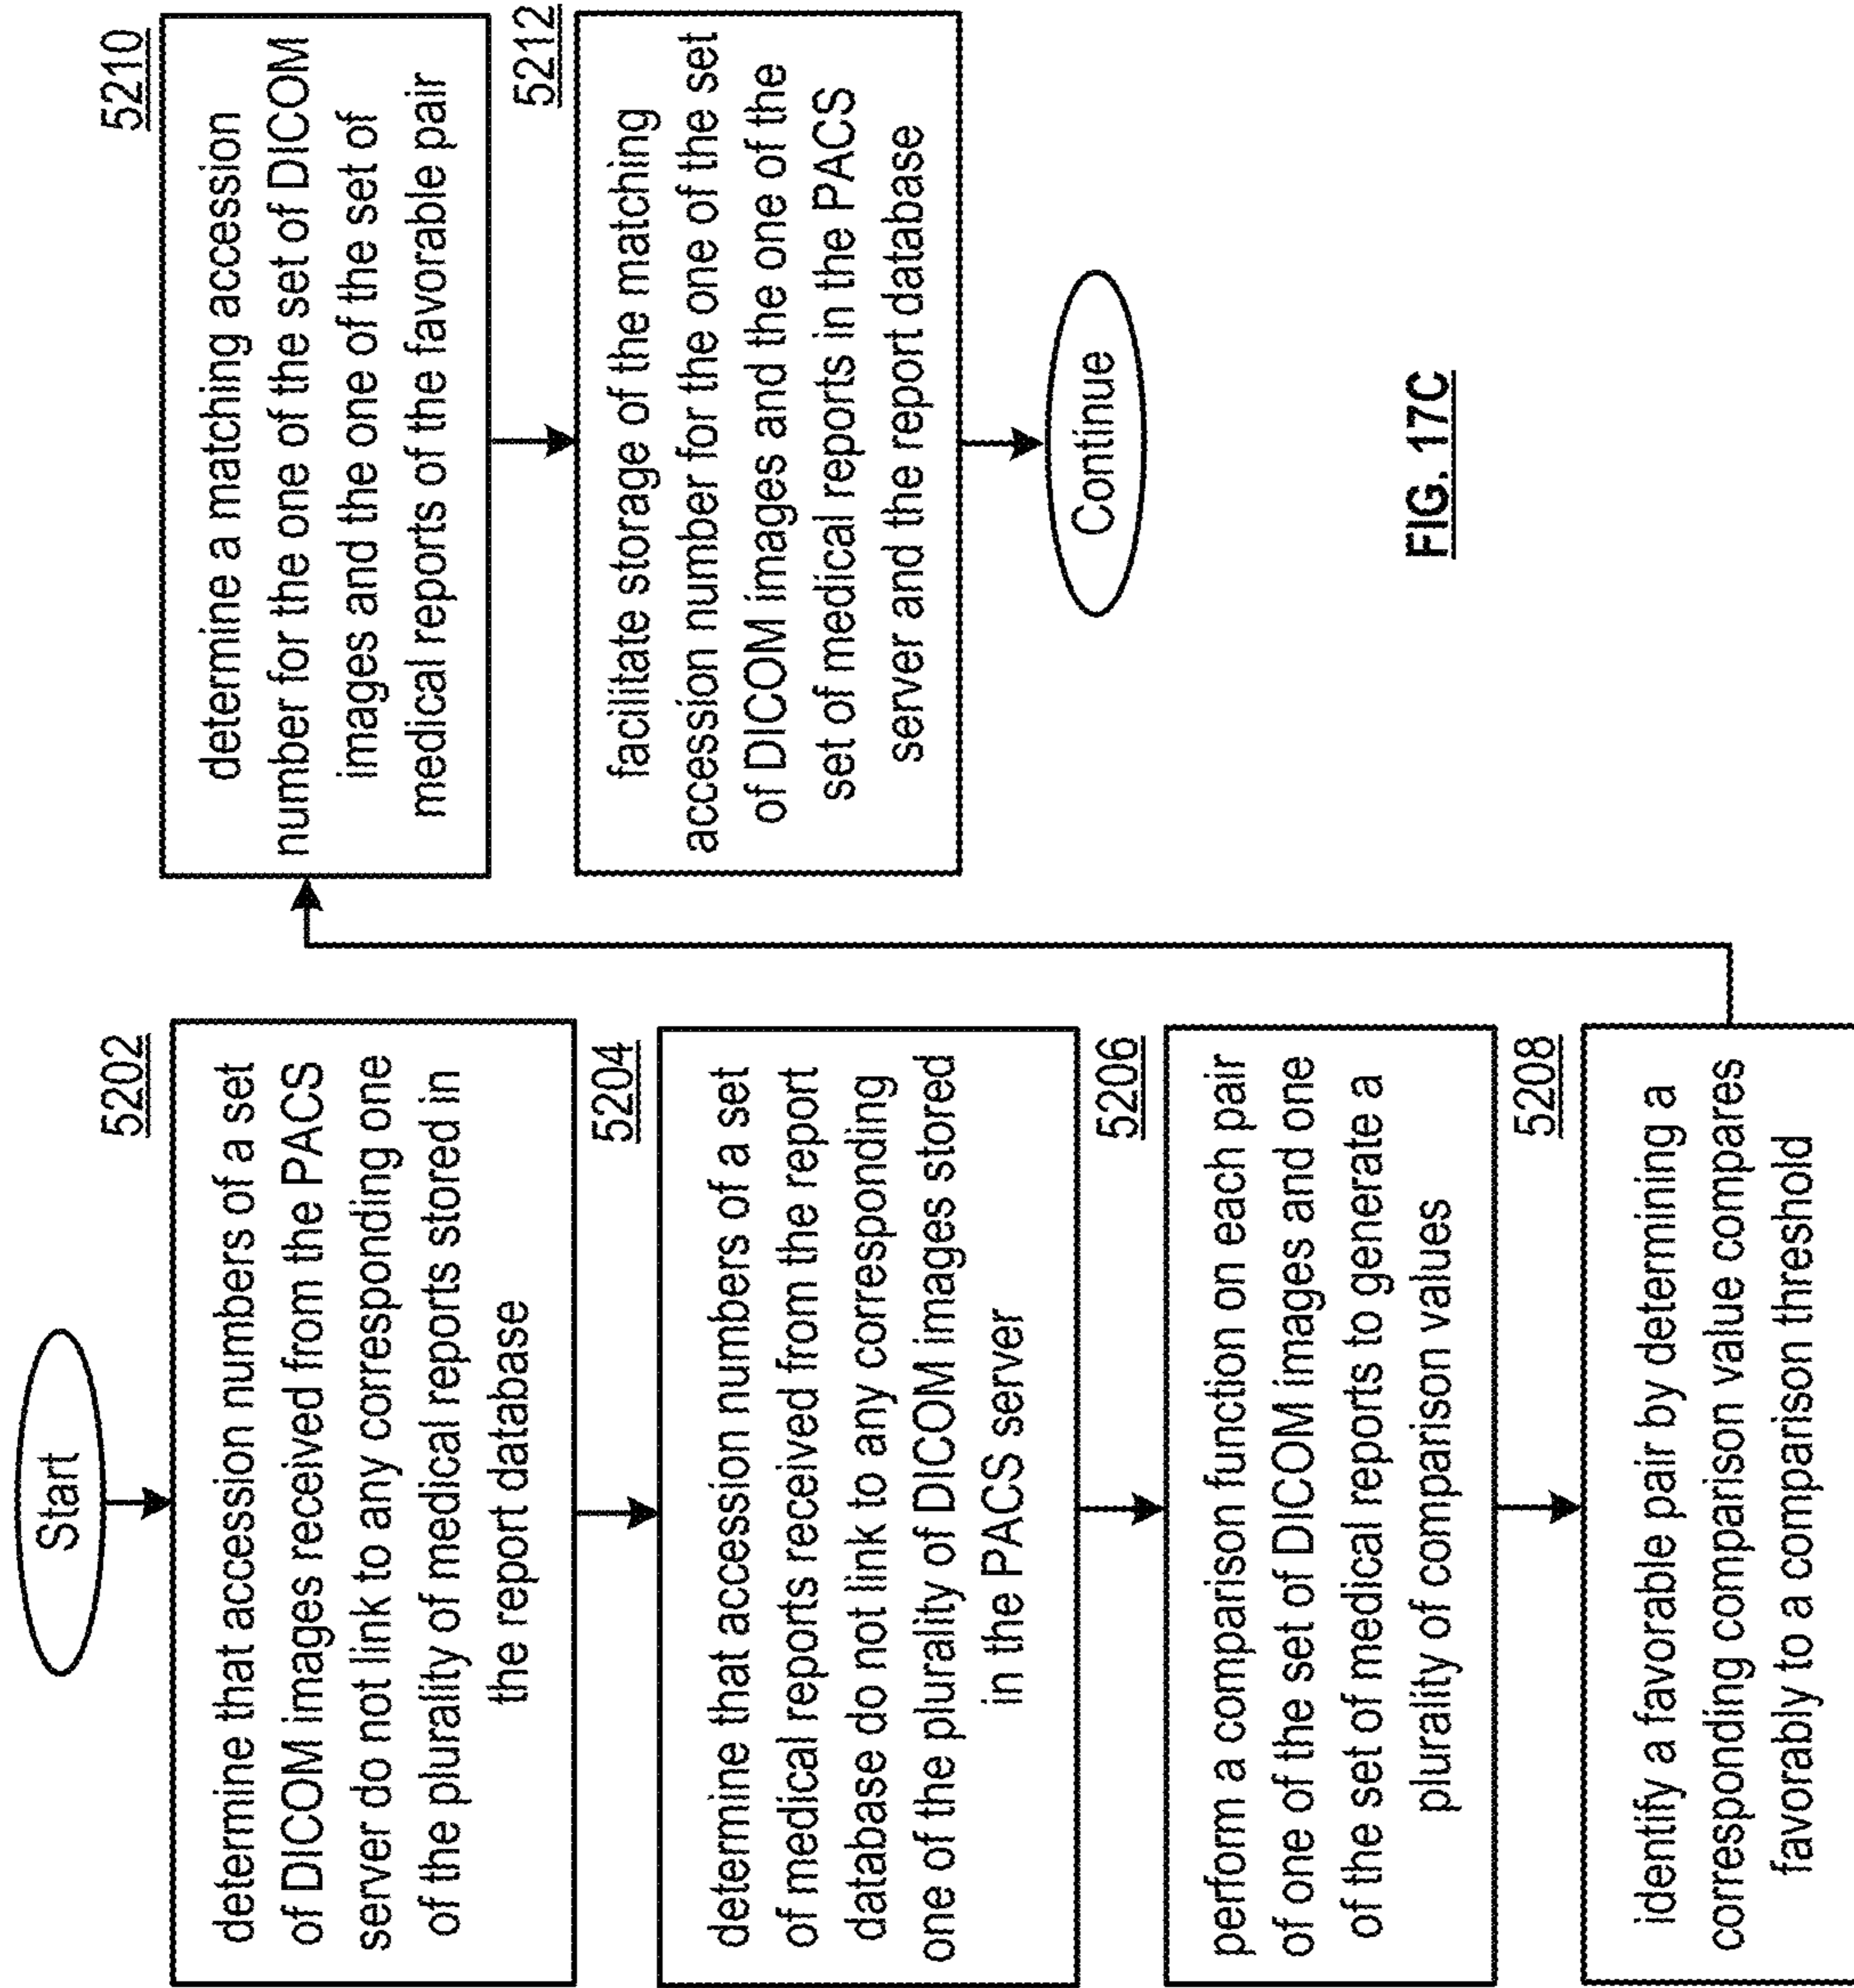 Start
5202
determine that accession numbers of a set
of DICOM images received from the PACS
server do not link to any corresponding one
of the plurality of medical reports stored in
the report database
5204
determine that accession numbers of a set
of medical reports received from the report
database do not link to any corresponding
one of the plurality of DICOM images stored
in the PACS server
5206
perform a comparison function on each pair
of one of the set of DICOM images and one
of the set of medical reports to generate a
plurality of comparison values
5208
identify a favorable pair by determining a
corresponding comparison value compares
favorably to a comparison threshold
5210
determine a matching accession
number for the one of the set of DICOM
images and the one of the set of
medical reports of the favorable pair
5212
facilitate storage of the matching
accession number for the one of the set
of DICOM images and the one of the
set of medical reports in the PACS
server and the report database
Continue
FIG. 17C